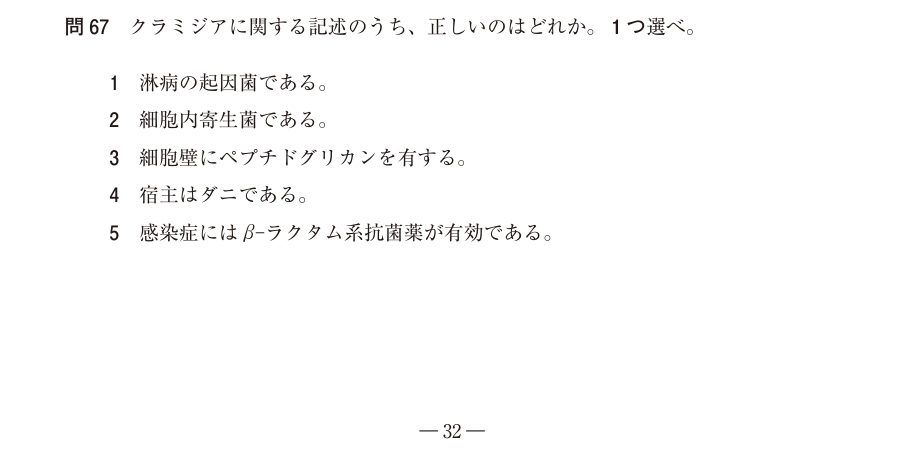 問67　クラミジアに関する記述のうち、正しいのはどれか。1つ選べ。
1　淋病の起因菌である。
2　細胞内寄生菌である。
3　細胞壁にペプチドグリカンを有する。
4　宿主はダニである。
5　感染症にはβ-ラクタム系抗菌薬が有効である。
― 32 ―